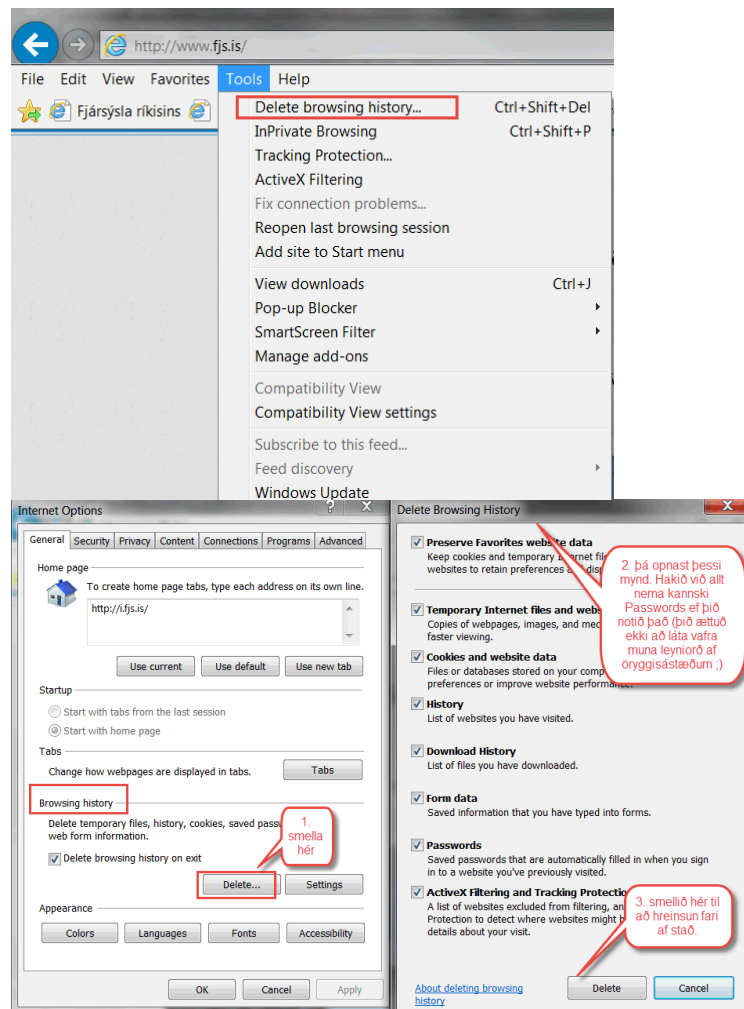 http://www.fjs.is/
File Edit View Favorites Tools Help
Fjársýsla ríkisins
Delete browsing history... Ctrl+Shift+Del
InPrivate Browsing Ctrl+Shift+P
Tracking Protection...
ActiveX Filtering
Fix connection problems...
Reopen last browsing session
Add site to Start menu
View downloads Ctrl+J
Pop-up Blocker
SmartScreen Filter
Manage add-ons
Compatibility View
Compatibility View settings
Subscribe to this feed...
Feed discovery
Windows Update
Internet Options
General Security Privacy Content Connections Programs Advanced
Home page
To create home page tabs, type each address on its own line.
http://i.fjs.is/
Use current Use default Use new tab
Startup
Start with tabs from the last session
Start with home page
Tabs
Change how webpages are displayed in tabs. Tabs
Browsing history
Delete temporary files, history, cookies, saved
web form information.
Delete browsing history on exit
1.
smella
hér
Delete... Settings
Appearance
Colors Languages Fonts Accessibility
OK Cancel Apply
Delete Browsing History
Preserve Favorites website data
Keep cookies and temporary
websites to retain preferences
2. þá opnast þessi
mynd. Hakið við allt
nema kannski
Passwords ef þið
notið það (þið ættuð
ekki að láta vafra
muna leyniorð af
öryggisástæðum ;)
Temporary Internet files and
Copies of webpages, images, and
faster viewing.
Cookies and website data
Files or databases stored on your
preferences or improve website
History
List of websites you have visited.
Download History
List of files you have downloaded.
Form data
Saved information that you have typed into forms.
Passwords
Saved passwords that are automatically filled in when you sign
in to a website you've previously visited.
ActiveX Filtering and Tracking
A list of websites excluded from filtering,
Protection to detect where websites might
details about your visit.
3. smellið hér til
að hreinsun fari
af stað.
About deleting browsing
history
Delete Cancel